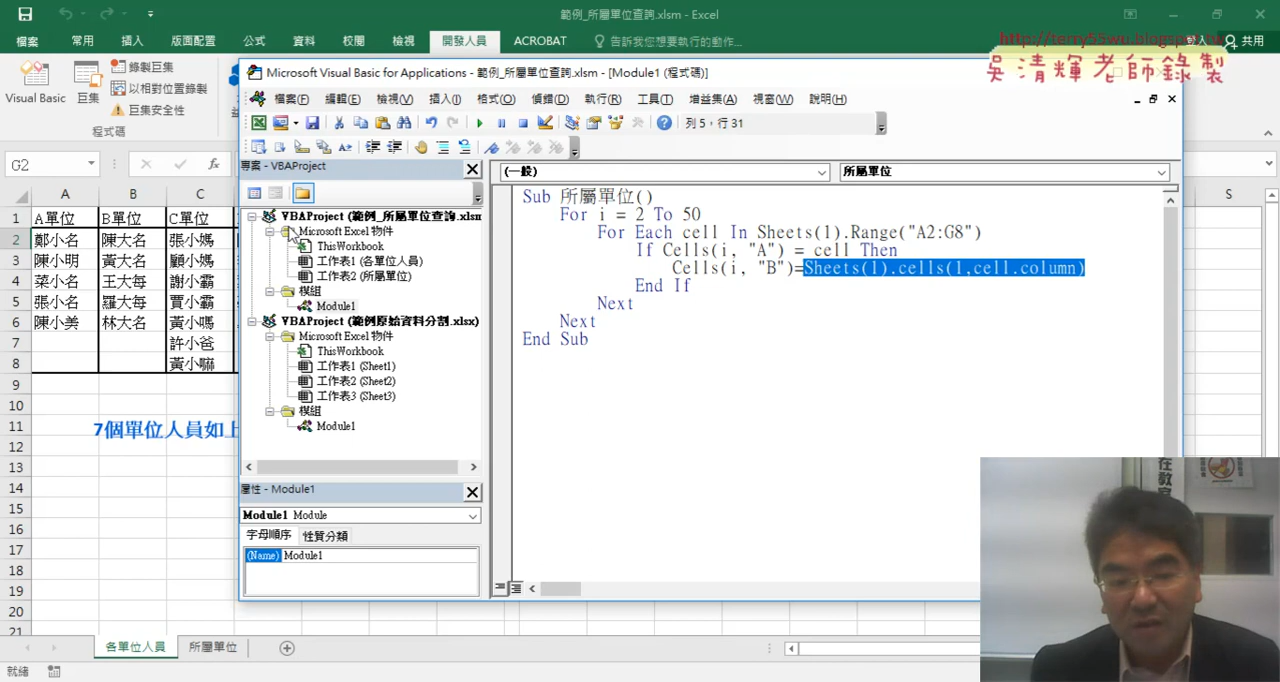 範例_所屬單位查詢.xlsm - Excel
http://terry55wu.blogspot.tw
登入 共用
吳清輝老師錄製
檔案 常用 插入 版面配置 公式 資料 校閱 檢視 開發人員 ACROBAT 告訴我您想要執行的動作...
Visual Basic 巨集 錄製巨集
以相對位置錄製
巨集安全性
程式碼
Microsoft Visual Basic for Applications - 範例_所屬單位查詢.xlsm - [Module1 (程式碼)]
檔案(F) 編輯(E) 檢視(V) 插入(I) 格式(O) 偵錯(D) 執行(R) 工具(T) 增益集(A) 視窗(W) 說明(H)
列 5，行 31
G2 fx
專案 - VBAProject
VBAProject (範例_所屬單位查詢.xlsm
Microsoft Excel 物件
ThisWorkbook
工作表1 (各單位人員)
工作表2 (所屬單位)
模組
Module1
VBAProject (範例原始資料分割.xlsx)
Microsoft Excel 物件
ThisWorkbook
工作表1 (Sheet1)
工作表2 (Sheet2)
工作表3 (Sheet3)
模組
Module1
屬性 - Module1
Module1 Module
字母順序 性質分類
(Name) Module1
(一般) 所屬單位
Sub 所屬單位()
For i = 2 To 50
For Each cell In Sheets(1).Range("A2:G8")
If Cells(i, "A") = cell Then
Cells(i, "B")=Sheets(1).cells(1,cell.column)
End If
Next
Next
End Sub
A B C S
1 A單位 B單位 C單位
2 鄭小名 陳大名 張小媽
3 陳小明 黃大名 顧小媽
4 菜小名 王大每 謝小霸
5 張小名 羅大每 賈小霸
6 陳小美 林大名 黃小嗎
7 許小爸
8 黃小嘛
9
10
11 7個單位人員如上
12
13
14
15
16
17
18
19
20
21
各單位人員 所屬單位
就緒
在教室